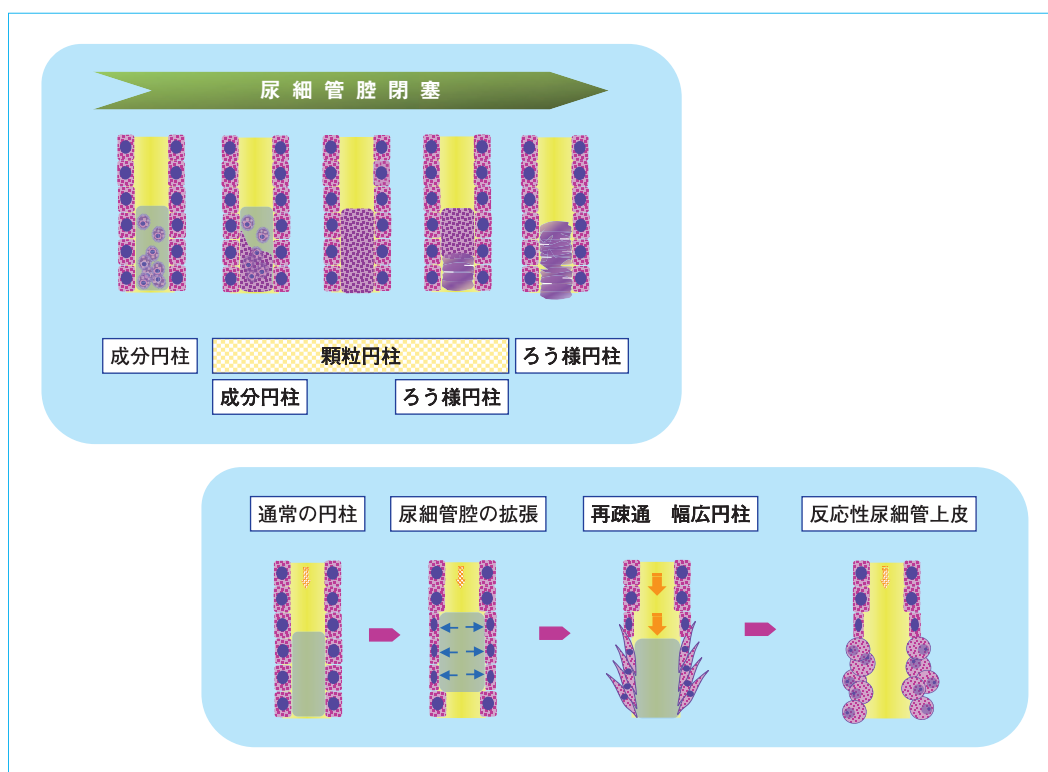 尿細管腔閉塞
成分円柱
顆粒円柱
ろう様円柱
成分円柱
ろう様円柱
通常の円柱
尿細管腔の拡張
再疎通　幅広円柱
反応性尿細管上皮